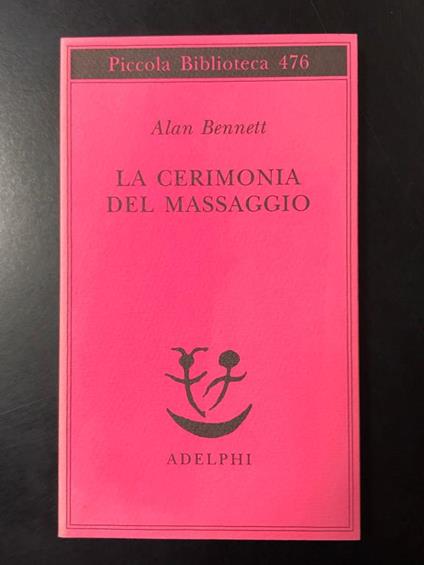 Piccola Biblioteca 476
Alan Bennett
LA CERIMONIA
DEL MASSAGGIO
ADELPHI